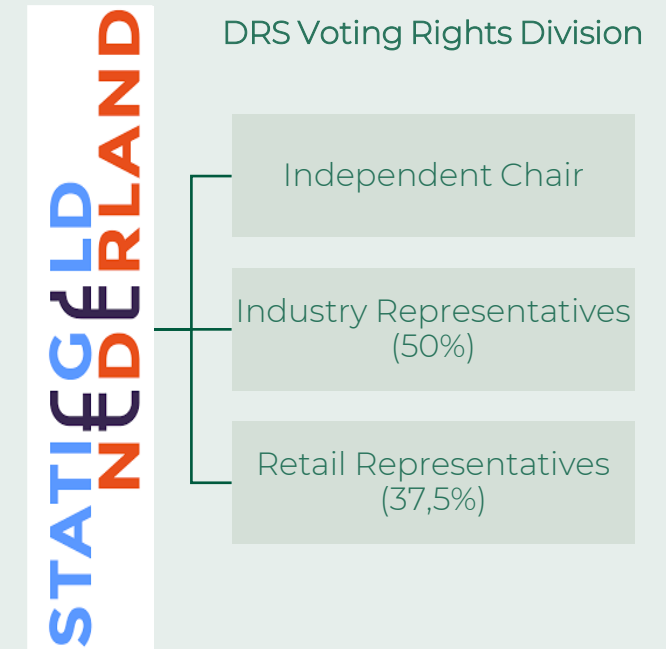 DRS Voting Rights Division
STATIEGELD
NEDERLAND
Independent Chair
Industry Representatives
(50%)
Retail Representatives
(37,5%)